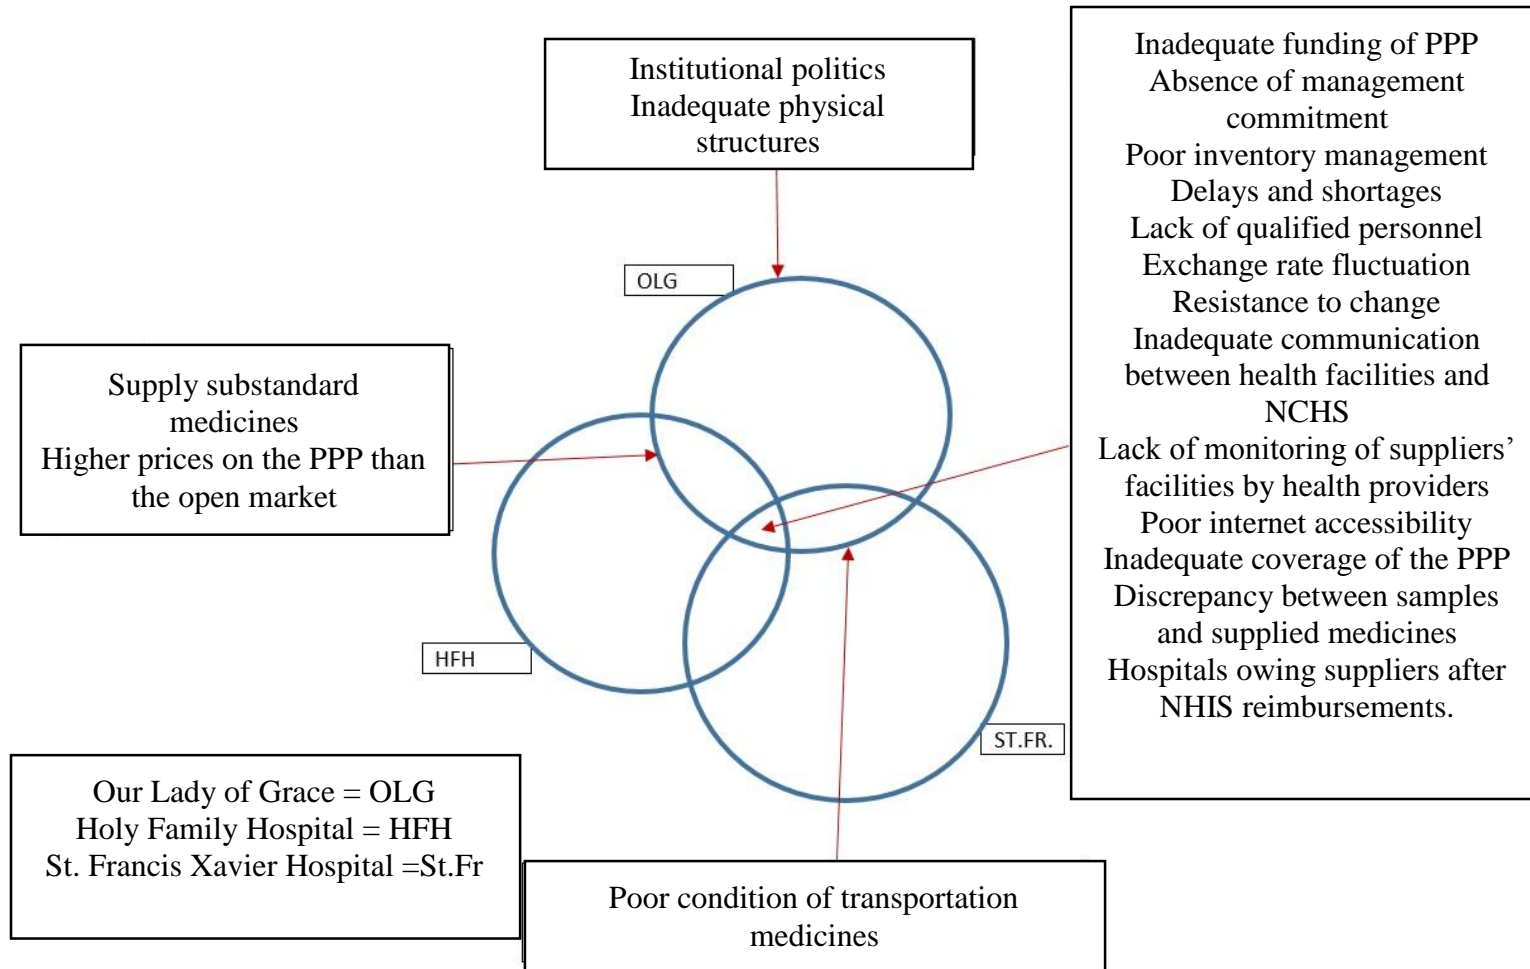 Institutional politics
Inadequate physical
structures
Inadequate funding of PPP
Absence of management
commitment
Poor inventory management
Delays and shortages
Lack of qualified personnel
Exchange rate fluctuation
Resistance to change
Inadequate communication
between health facilities and
NCHS
Lack of monitoring of suppliers’
facilities by health providers
Poor internet accessibility
Inadequate coverage of the PPP
Discrepancy between samples
and supplied medicines
Hospitals owing suppliers after
NHIS reimbursements.
OLG
Supply substandard
medicines
Higher prices on the PPP than
the open market
HFH
ST.FR.
Our Lady of Grace = OLG
Holy Family Hospital = HFH
St. Francis Xavier Hospital =St.Fr
Poor condition of transportation
medicines